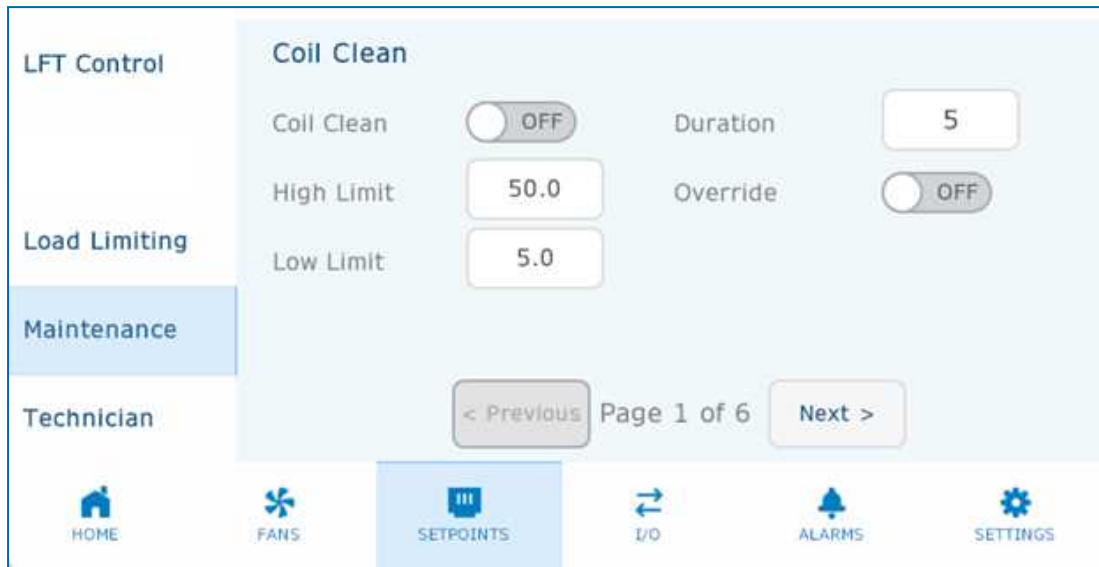 LFT Control
Load Limiting
Maintenance
Technician
Coil Clean
Coil Clean OFF Duration 5
High Limit 50.0 Override OFF
Low Limit 5.0
< Previous Page 1 of 6 Next >
HOME FANS SETPOINTS I/O ALARMS SETTINGS